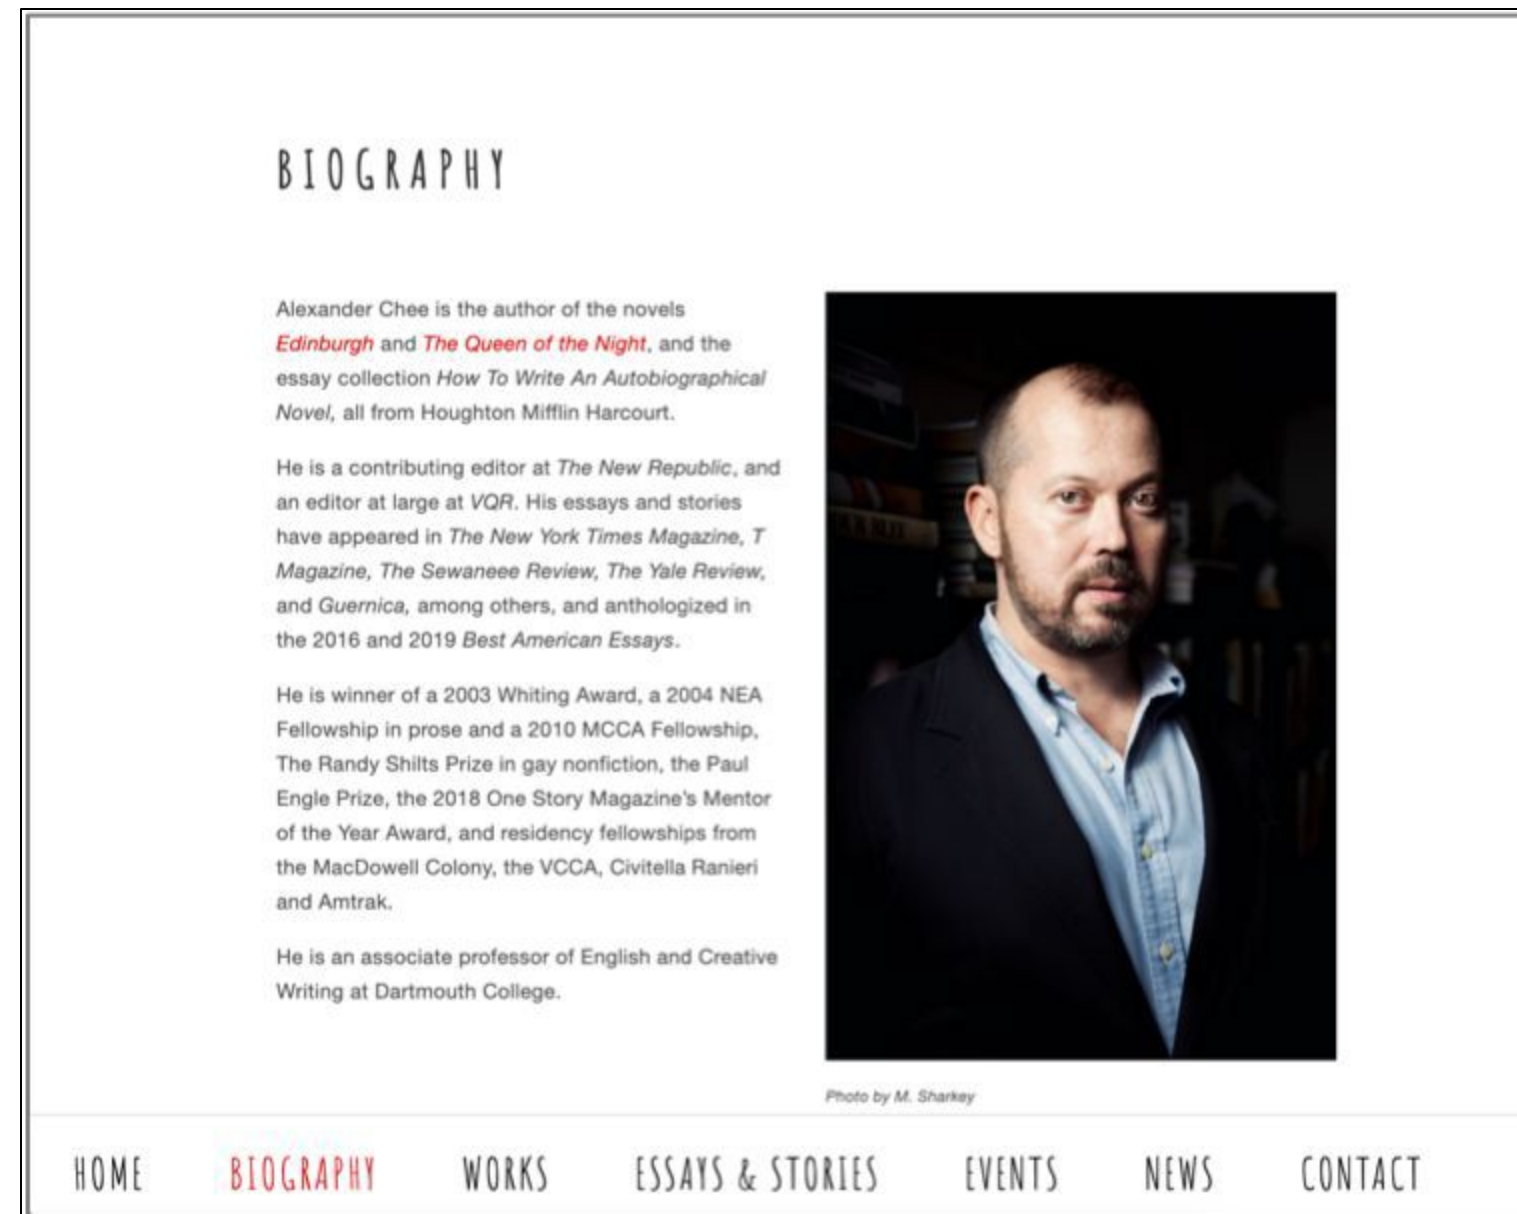 BIOGRAPHY
Alexander Chee is the author of the novels
Edinburgh and The Queen of the Night, and the
essay collection How To Write An Autobiographical
Novel, all from Houghton Mifflin Harcourt.
He is a contributing editor at The New Republic, and
an editor at large at VQR. His essays and stories
have appeared in The New York Times Magazine, T
Magazine, The Sewaneee Review, The Yale Review,
and Guernica, among others, and anthologized in
the 2016 and 2019 Best American Essays.
He is winner of a 2003 Whiting Award, a 2004 NEA
Fellowship in prose and a 2010 MCCA Fellowship,
The Randy Shilts Prize in gay nonfiction, the Paul
Engle Prize, the 2018 One Story Magazine's Mentor
of the Year Award, and residency fellowships from
the MacDowell Colony, the VCCA, Civitella Ranieri
and Amtrak.
He is an associate professor of English and Creative
Writing at Dartmouth College.
Photo by M. Sharkey
HOME BIOGRAPHY WORKS ESSAYS & STORIES EVENTS NEWS CONTACT